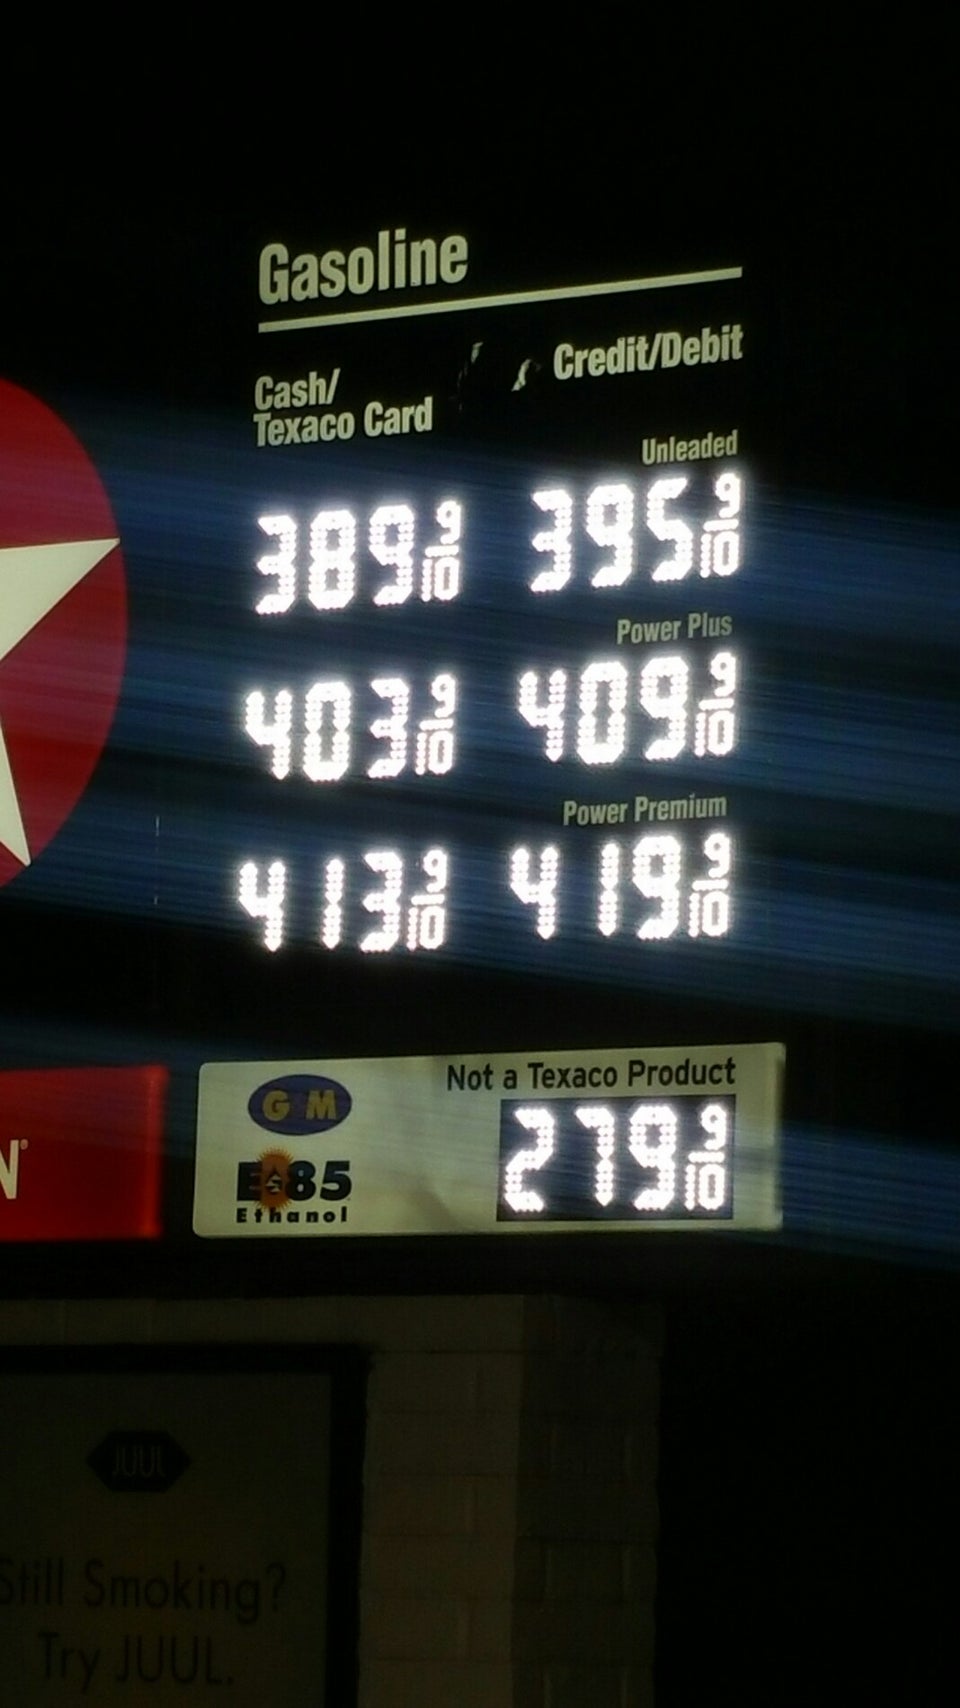 Gasoline
Cash/
Texaco Card
Credit/Debit
Unleaded
389 9/10 395 9/10
Power Plus
403 9/10 409 9/10
Power Premium
413 9/10 419 9/10
Not a Texaco Product
GM
E85
Ethanol
279 9/10
N®
JUUL
Still Smoking?
Try JUUL.